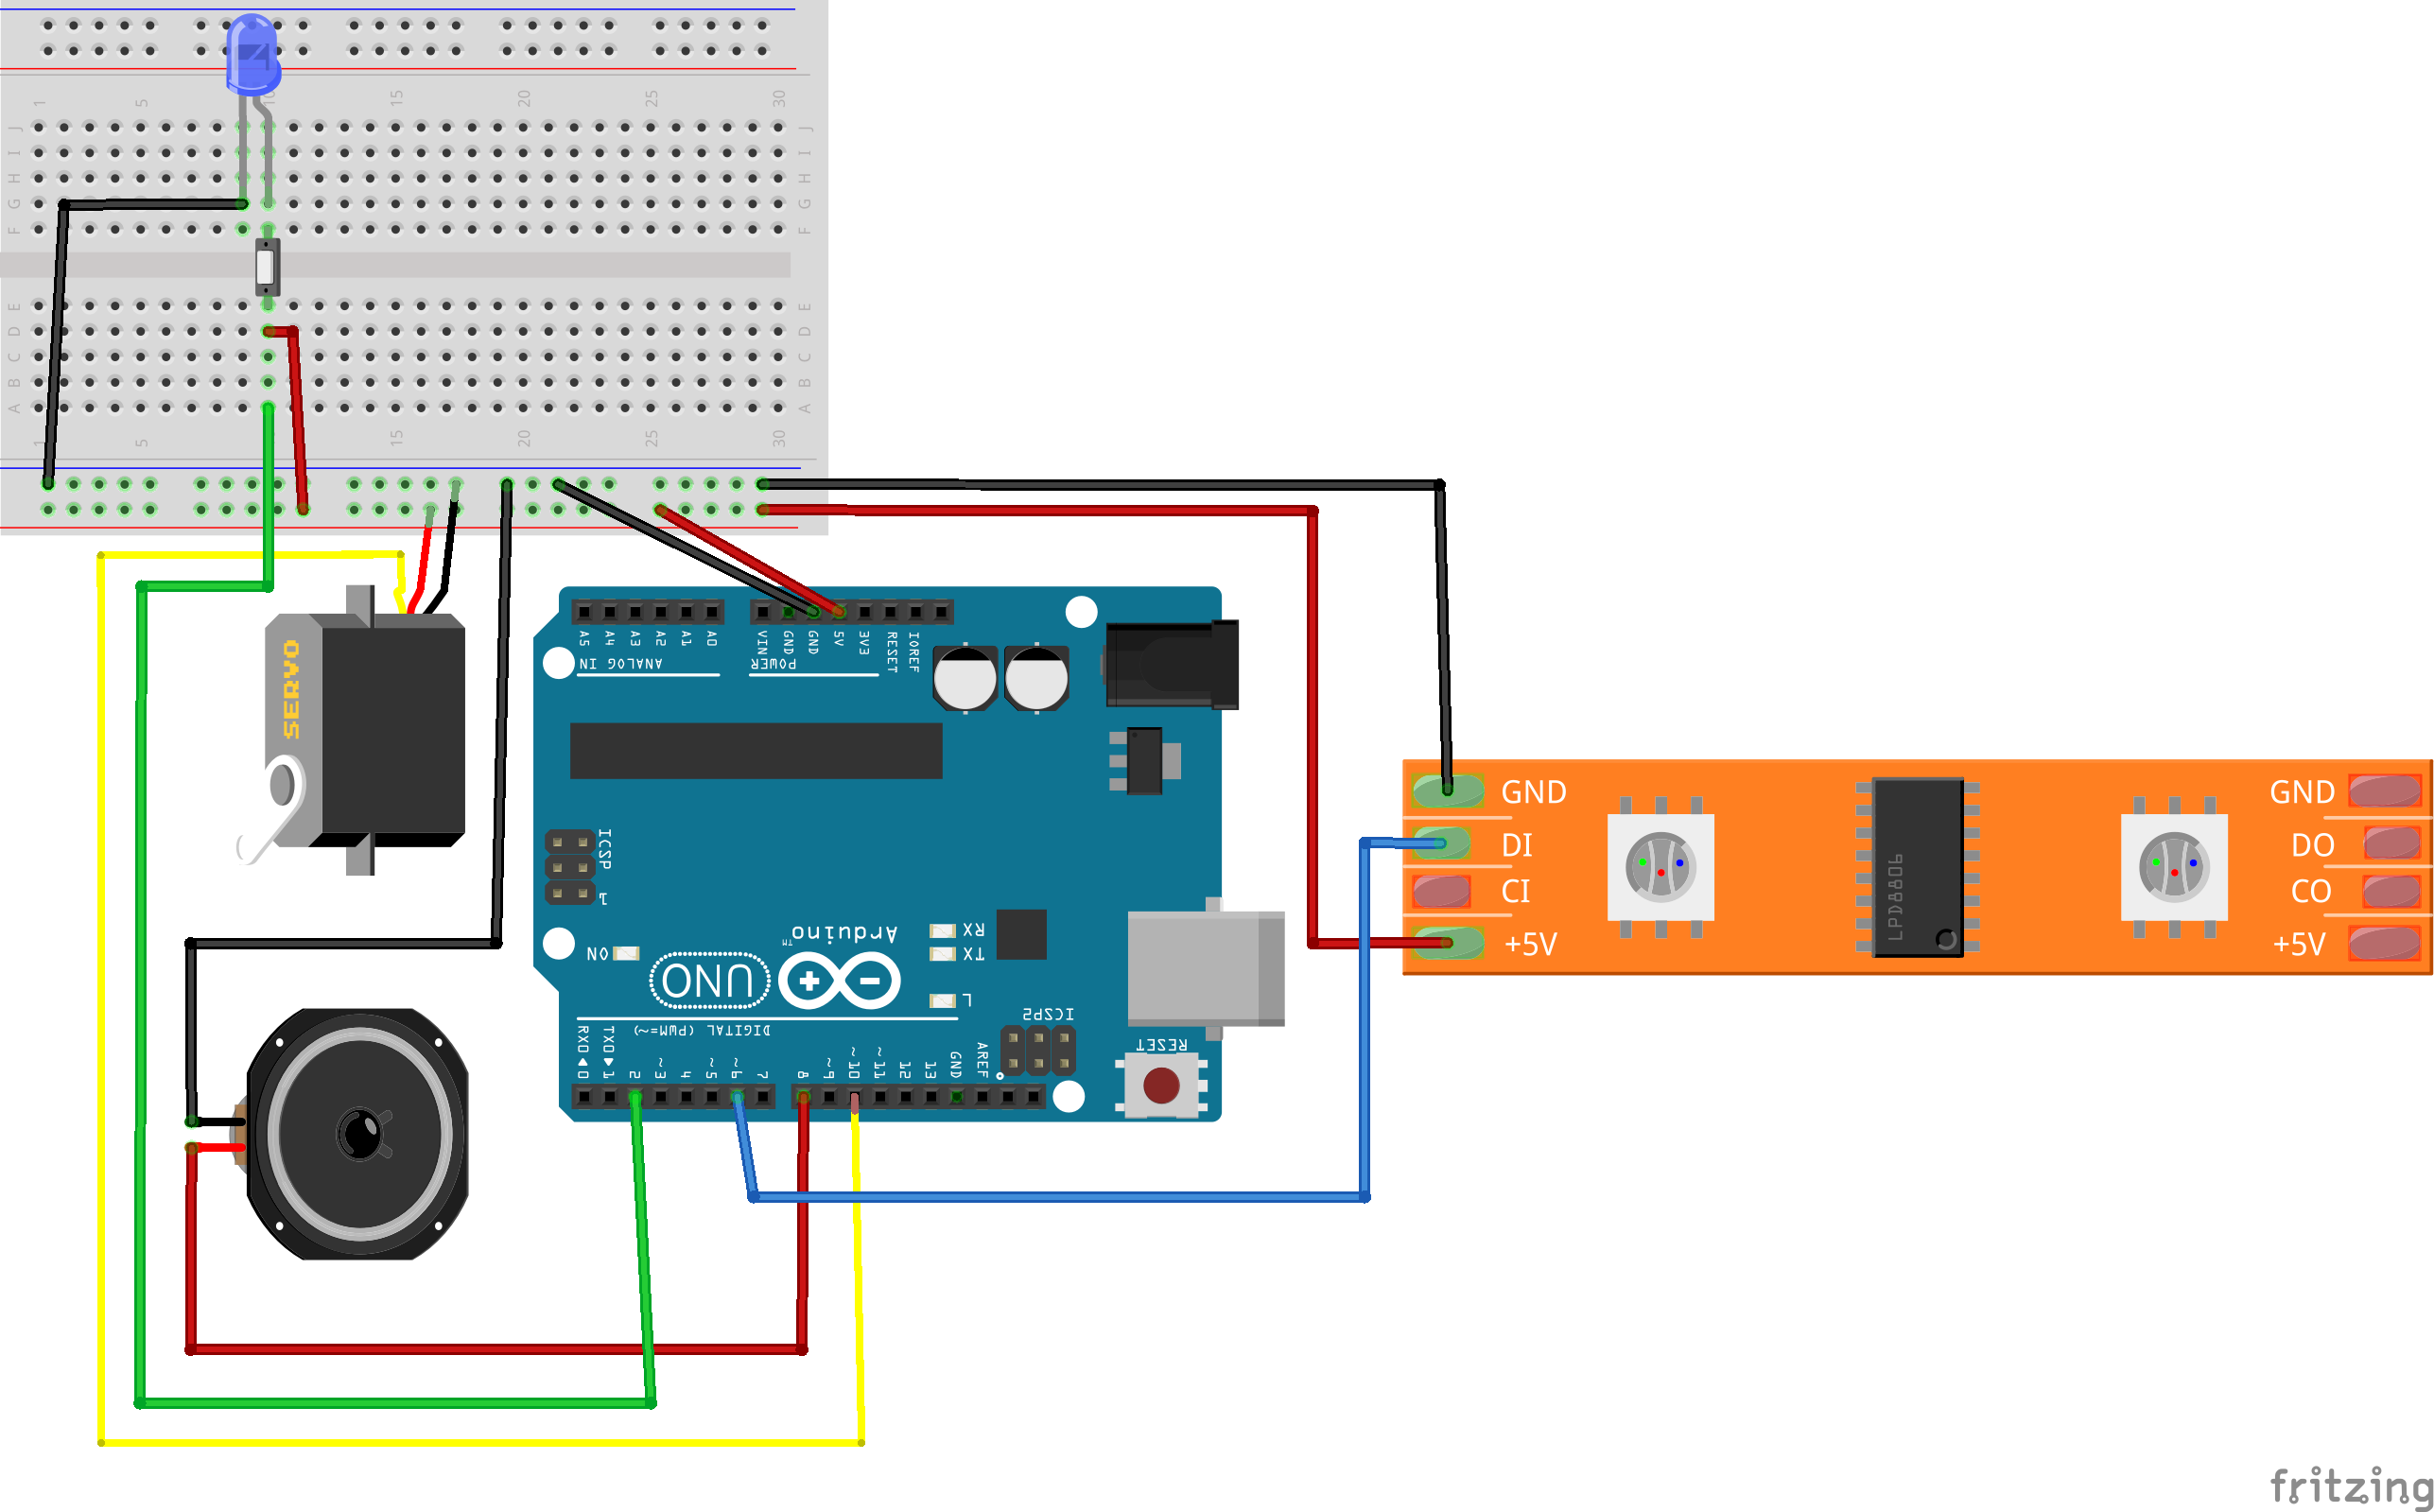 1 5 10 15 20 25 30
J J
I I
H H
G G
F F
E E
D D
C C
B B
A A
1 5 15 20 25 30
SERVO
A5 A4 A3 A2 A1 A0
ANALOG IN
VIN GND GND 5V 3V3 RESET IOREF
POWER
ICSP
1
ON
UNO
Arduino™
RX
TX
L
ICSP2
RESET
DIGITAL (PWM=~)
RX0 ◀ 0
TX0 ▶ 1
2
~3
4
~5
~6
7
8
~9
~10
~11
12
13
GND
AREF
GND GND
DI DO
CI CO
+5V +5V
LPD8806
fritzing